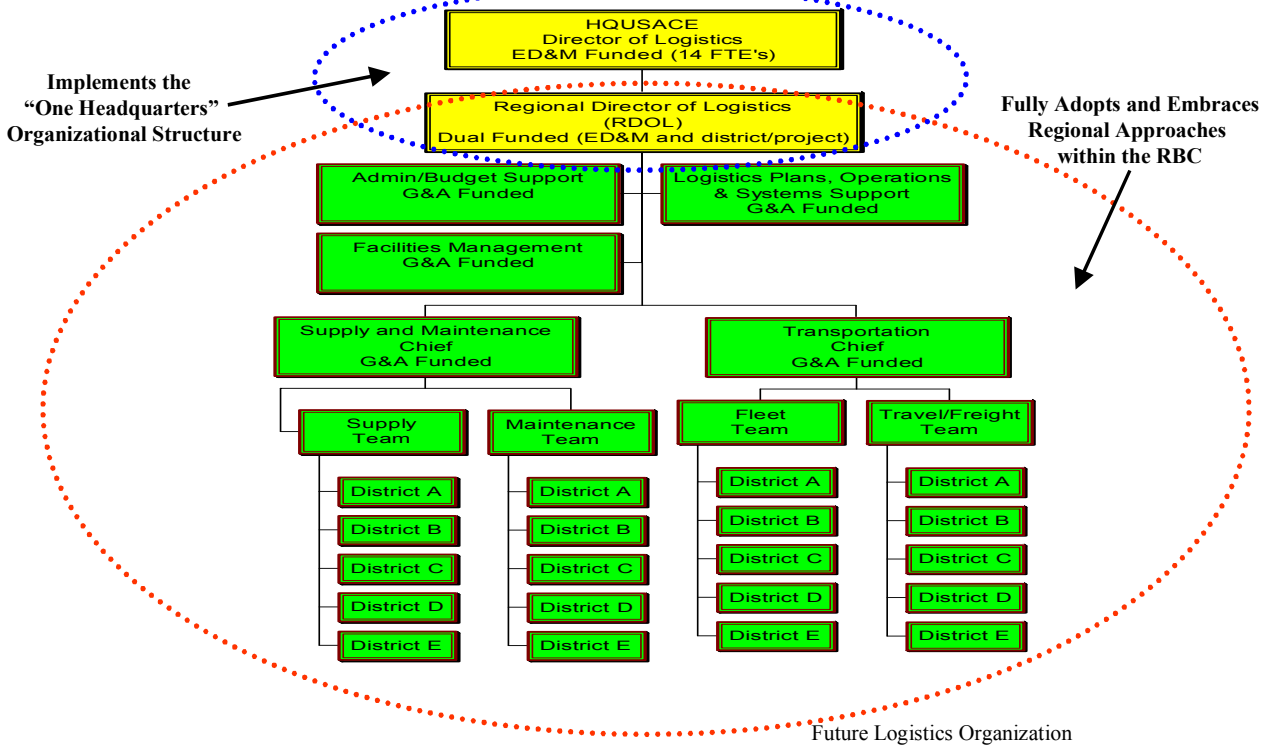 HQUSACE
Director of Logistics
ED&M Funded (14 FTE's)
Implements the
“One Headquarters”
Organizational Structure
Regional Director of Logistics
(RDOL)
Dual Funded (ED&M and district/project)
Fully Adopts and Embraces
Regional Approaches
within the RBC
Admin/Budget Support
G&A Funded
Logistics Plans, Operations
& Systems Support
G&A Funded
Facilities Management
G&A Funded
Supply and Maintenance
Chief
G&A Funded
Transportation
Chief
G&A Funded
Supply
Team
District A
District B
District C
District D
District E
Maintenance
Team
District A
District B
District C
District D
District E
Fleet
Team
District A
District B
District C
District D
District E
Travel/Freight
Team
District A
District B
District C
District D
District E
Future Logistics Organization